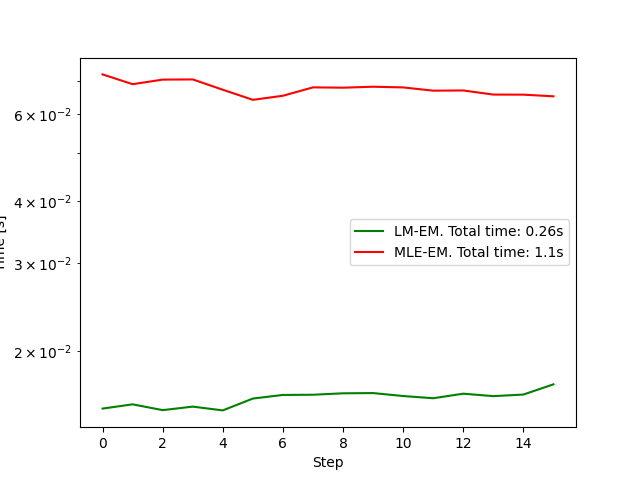 6 × 10⁻²
4 × 10⁻²
3 × 10⁻²
2 × 10⁻²
Time [s]
LM-EM. Total time: 0.26s
MLE-EM. Total time: 1.1s
0 2 4 6 8 10 12 14
Step